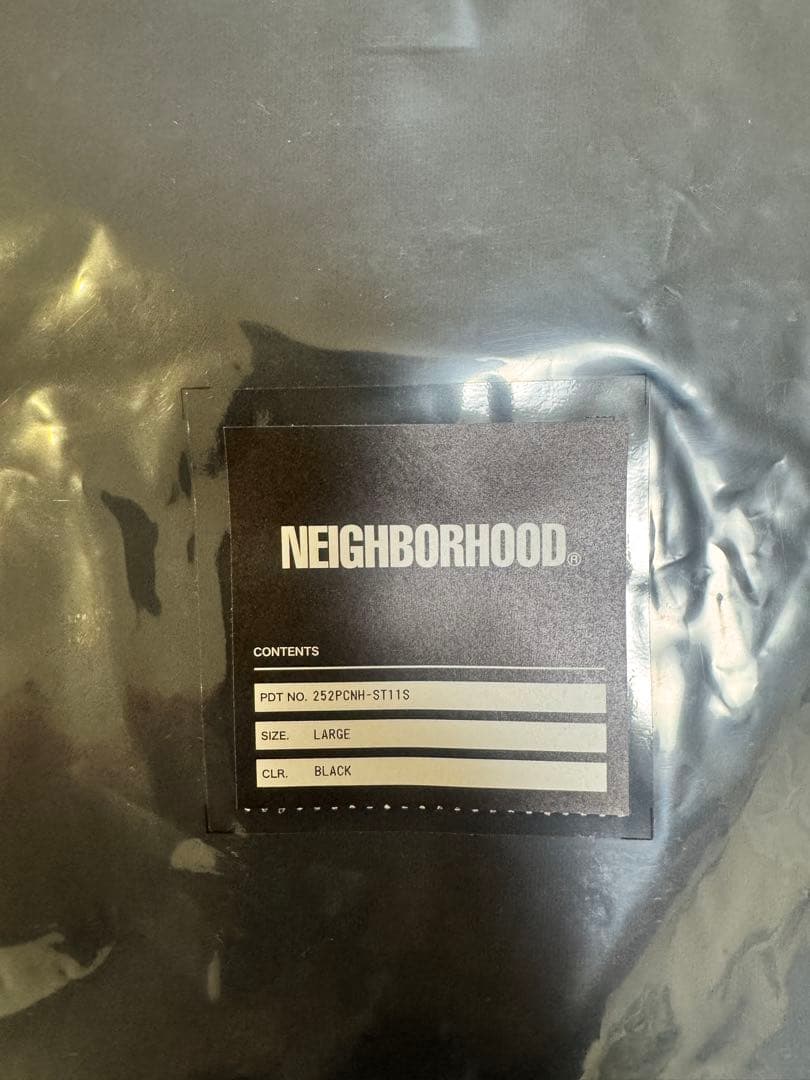 NEIGHBORHOOD®
CONTENTS
PDT NO. 252PCNH-ST11S
SIZE. LARGE
CLR. BLACK